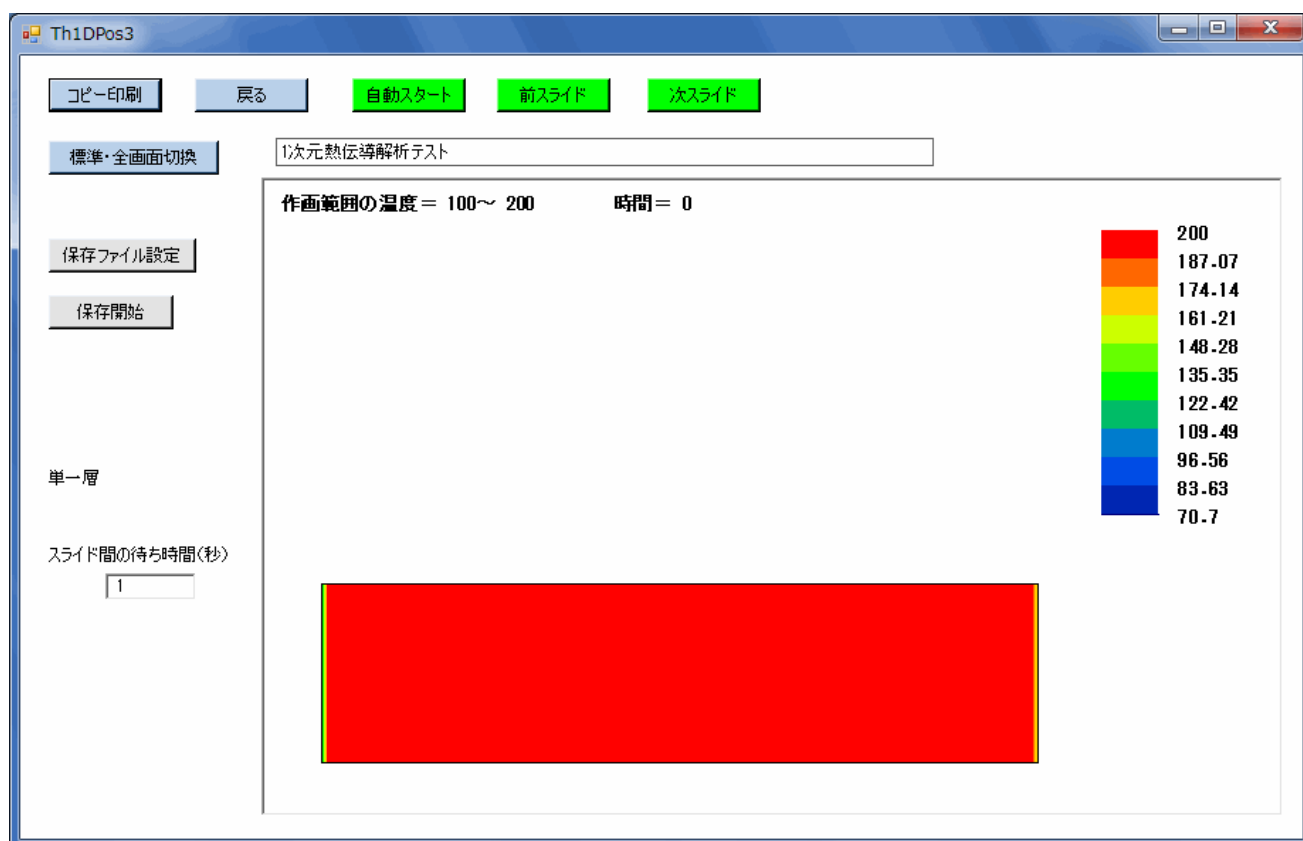 Th1DPos3
コピー印刷 戻る 自動スタート 前スライド 次スライド
標準・全画面切換 1次元熱伝導解析テスト
作画範囲の温度＝ 100～ 200 時間＝ 0
保存ファイル設定
保存開始
単一層
スライド間の待ち時間(秒)
1
200
187.07
174.14
161.21
148.28
135.35
122.42
109.49
96.56
83.63
70.7